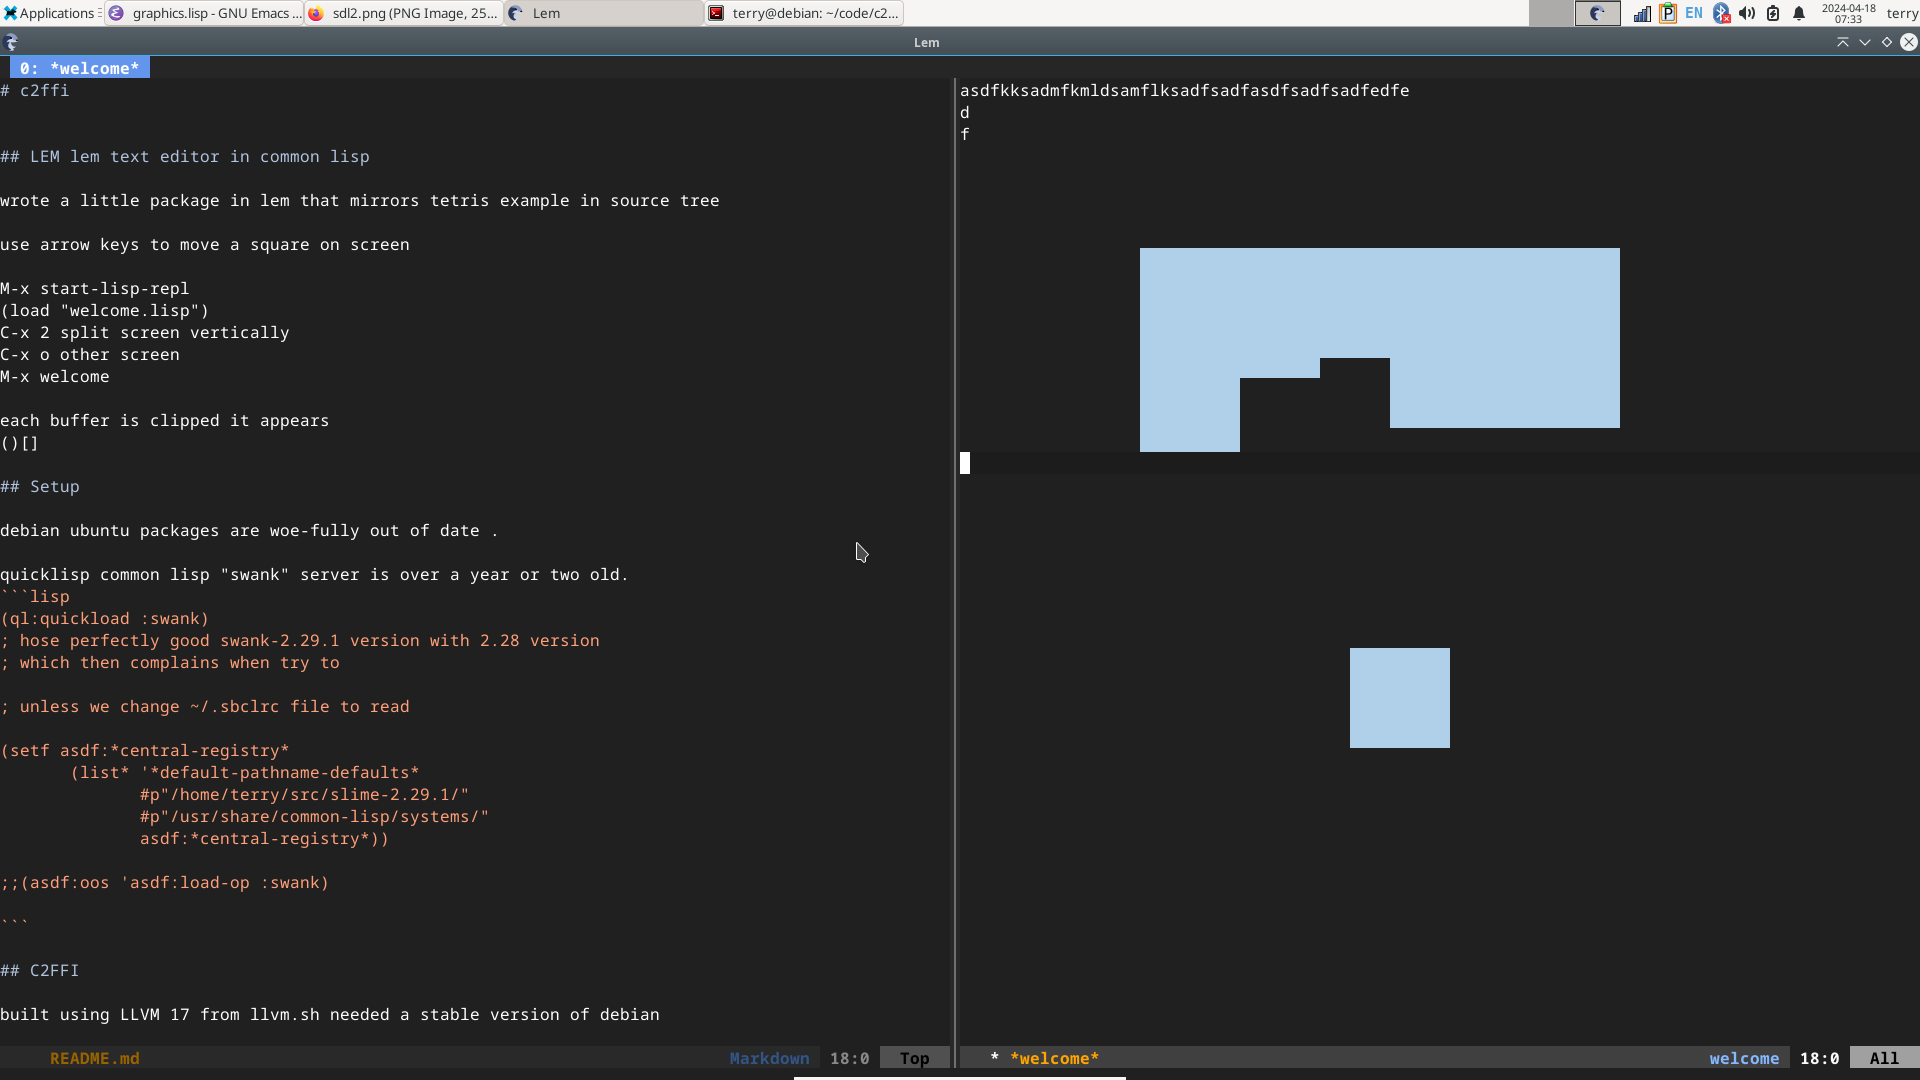 Applications graphics.lisp - GNU Emacs ... sdl2.png (PNG Image, 25... Lem terry@debian: ~/code/c2... EN 2024-04-18 07:33 terry
Lem
0: *welcome*
# c2ffi
## LEM lem text editor in common lisp
wrote a little package in lem that mirrors tetris example in source tree
use arrow keys to move a square on screen
M-x start-lisp-repl
(load "welcome.lisp")
C-x 2 split screen vertically
C-x o other screen
M-x welcome
each buffer is clipped it appears
()[]
## Setup
debian ubuntu packages are woe-fully out of date .
quicklisp common lisp "swank" server is over a year or two old.
```lisp
(ql:quickload :swank)
; hose perfectly good swank-2.29.1 version with 2.28 version
; which then complains when try to
; unless we change ~/.sbclrc file to read
(setf asdf:*central-registry*
(list* '*default-pathname-defaults*
#p"/home/terry/src/slime-2.29.1/"
#p"/usr/share/common-lisp/systems/"
asdf:*central-registry*))
;;(asdf:oos 'asdf:load-op :swank)
```
## C2FFI
built using LLVM 17 from llvm.sh needed a stable version of debian
README.md Markdown 18:0 Top
asdfkksadmfkmldsamflksadfsadfasdfsadfsadfedfe
d
f
* *welcome* welcome 18:0 All